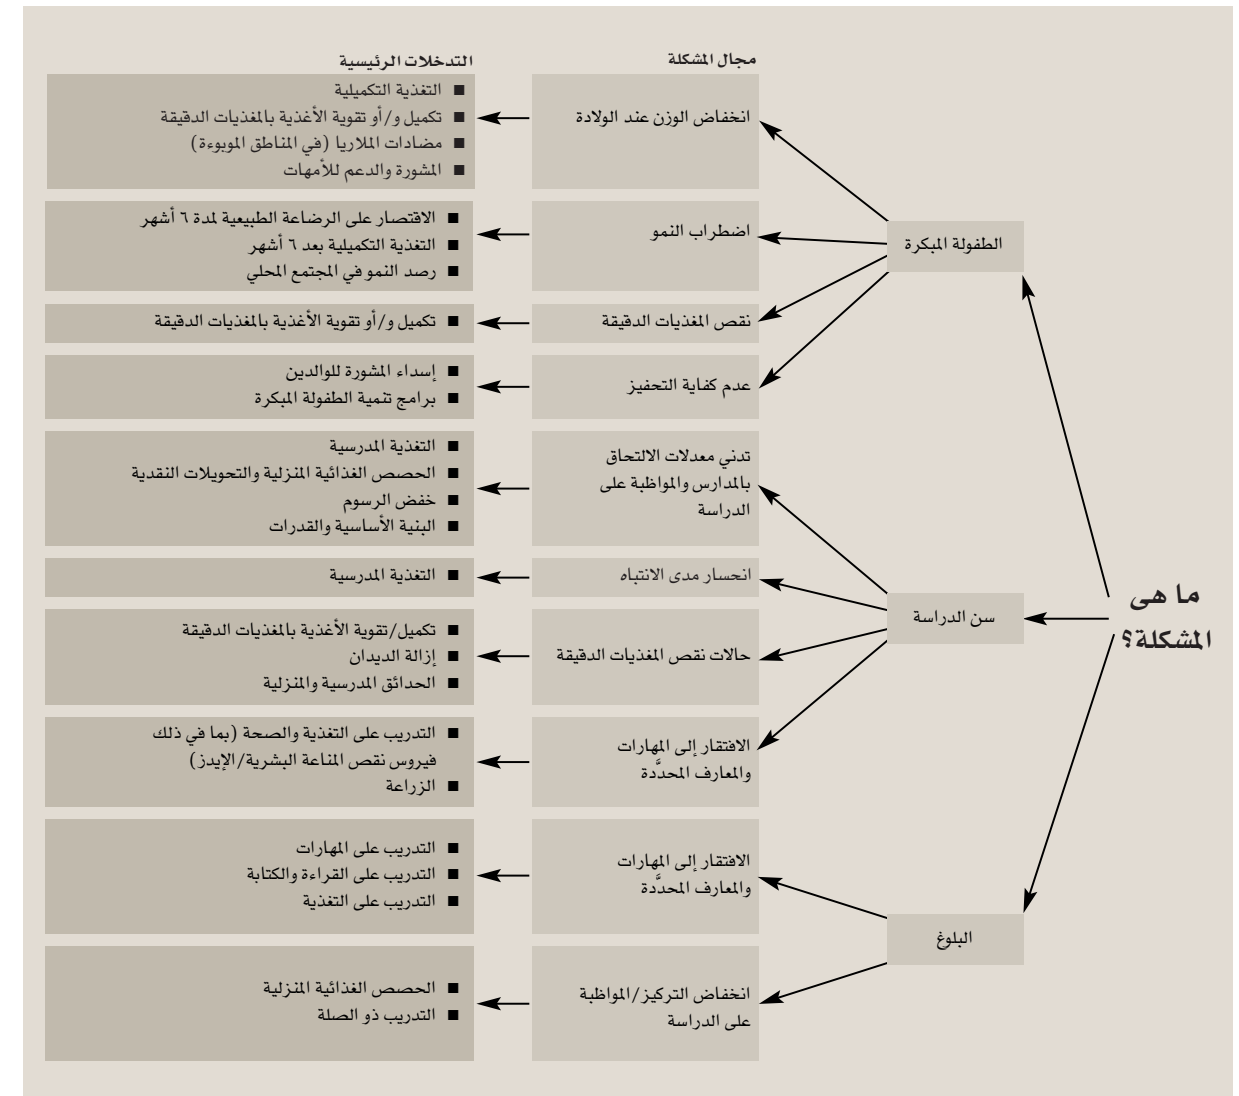 ما هى
المشكلة؟
الطفولة المبكرة
سن الدراسة
البلوغ
مجال المشكلة
التدخلات الرئيسية
انخفاض الوزن عند الولادة
■ التغذية التكميلية
■ تكميل و/أو تقوية الأغذية بالمغذيات الدقيقة
■ مضادات الملاريا (في المناطق الموبوءة)
■ المشورة والدعم للأمهات
اضطراب النمو
■ الاقتصار على الرضاعة الطبيعية لمدة ٦ أشهر
■ التغذية التكميلية بعد ٦ أشهر
■ رصد النمو في المجتمع المحلي
نقص المغذيات الدقيقة
■ تكميل و/أو تقوية الأغذية بالمغذيات الدقيقة
عدم كفاية التحفيز
■ إسداء المشورة للوالدين
■ برامج تنمية الطفولة المبكرة
تدني معدلات الالتحاق
بالمدارس والمواظبة على
الدراسة
■ التغذية المدرسية
■ الحصص الغذائية المنزلية والتحويلات النقدية
■ خفض الرسوم
■ البنية الأساسية والقدرات
انحسار مدى الانتباه
■ التغذية المدرسية
حالات نقص المغذيات الدقيقة
■ تكميل/تقوية الأغذية بالمغذيات الدقيقة
■ إزالة الديدان
■ الحدائق المدرسية والمنزلية
الافتقار إلى المهارات
والمعارف المحدَّدة
■ التدريب على التغذية والصحة (بما في ذلك
فيروس نقص المناعة البشرية/الإيدز)
■ الزراعة
الافتقار إلى المهارات
والمعارف المحدَّدة
■ التدريب على المهارات
■ التدريب على القراءة والكتابة
■ التدريب على التغذية
انخفاض التركيز/المواظبة
على الدراسة
■ الحصص الغذائية المنزلية
■ التدريب ذو الصلة